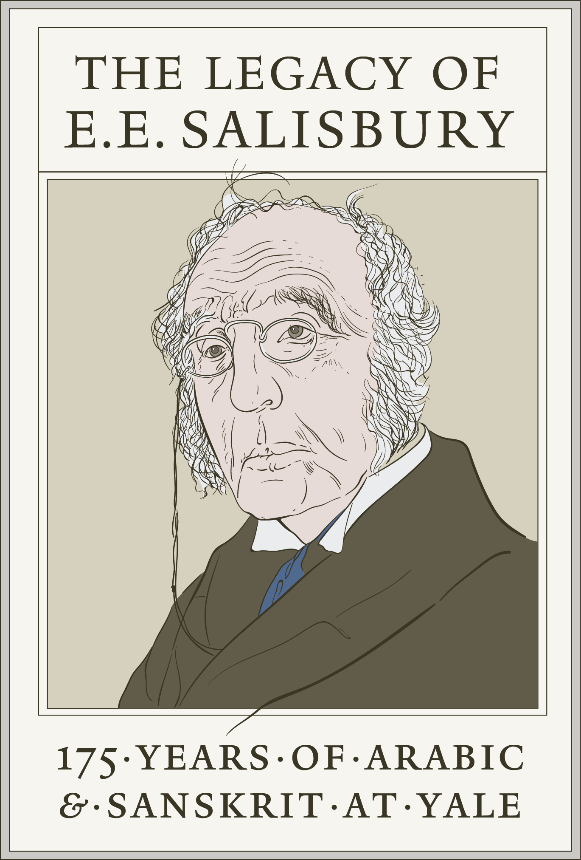 THE LEGACY OF
E.E. SALISBURY
175·YEARS·OF·ARABIC
&·SANSKRIT·AT·YALE